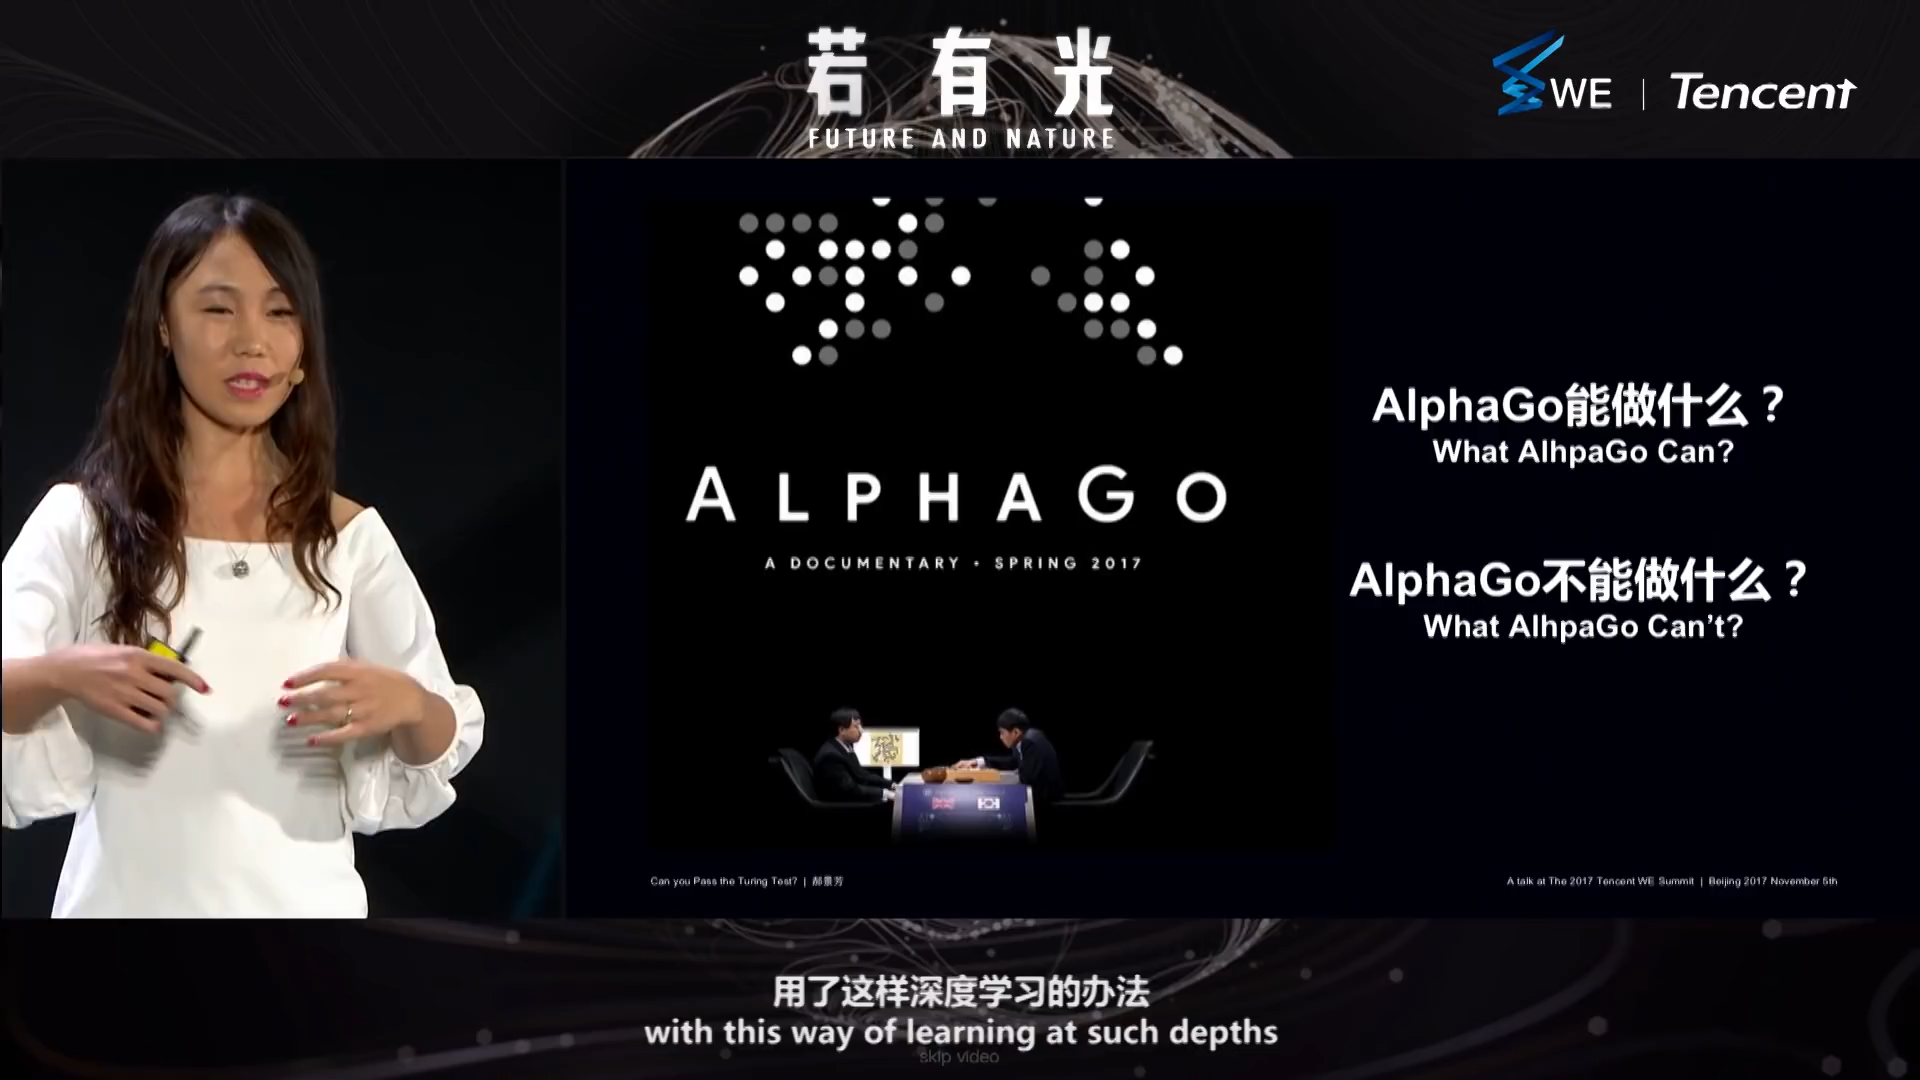 若有光
FUTURE AND NATURE
WE | Tencent
ALPHAGO
A DOCUMENTARY • SPRING 2017
AlphaGo能做什么？
What AlhpaGo Can?
AlphaGo不能做什么？
What AlhpaGo Can't?
Can you Pass the Turing Test? | 郝景芳
A talk at The 2017 Tencent WE Summit | Beijing 2017 November 5th
用了这样深度学习的办法
with this way of learning at such depths
skip video